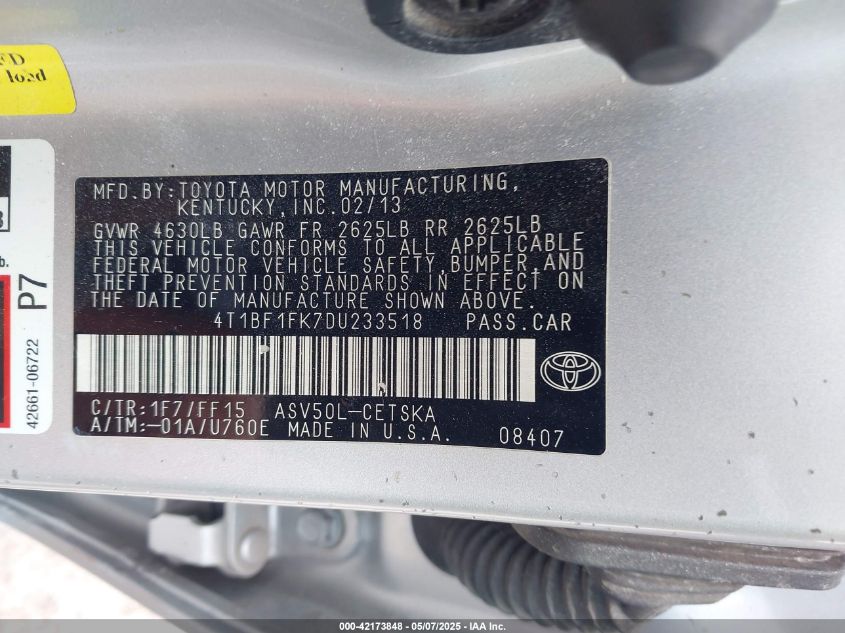 load
42661-06722
P7
MFD.BY:TOYOTA MOTOR MANUFACTURING,
KENTUCKY,INC.02/13
GVWR 4630LB GAWR FR 2625LB RR 2625LB
THIS VEHICLE CONFORMS TO ALL APPLICABLE
FEDERAL MOTOR VEHICLE SAFETY,BUMPER,AND
THEFT PREVENTION STANDARDS IN EFFECT ON
THE DATE OF MANUFACTURE SHOWN ABOVE.
4T1BF1FK7DU233518 PASS.CAR
C/TR:1F7/FF15 ASV50L-CETSKA
A/TM:-01A/U760E MADE IN U.S.A. 08407
000-42173848 - 05/07/2025 - IAA Inc.